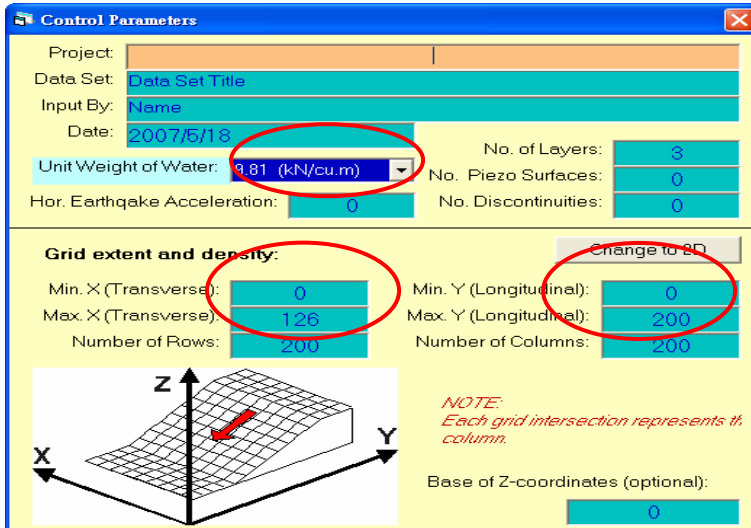 Control Parameters
Project:
Data Set: Data Set Title
Input By: Name
Date: 2007/5/18
Unit Weight of Water: 9.81 (kN/cu.m)
No. of Layers: 3
No. Piezo Surfaces: 0
Hor. Earthqake Acceleration: 0
No. Discontinuities: 0
Grid extent and density:
Change to 2D
Min. X (Transverse): 0
Min. Y (Longitudinal): 0
Max. X (Transverse): 126
Max. Y (Longitudinal): 200
Number of Rows: 200
Number of Columns: 200
Z
X
Y
NOTE:
Each grid intersection represents th
column.
Base of Z-coordinates (optional):
0